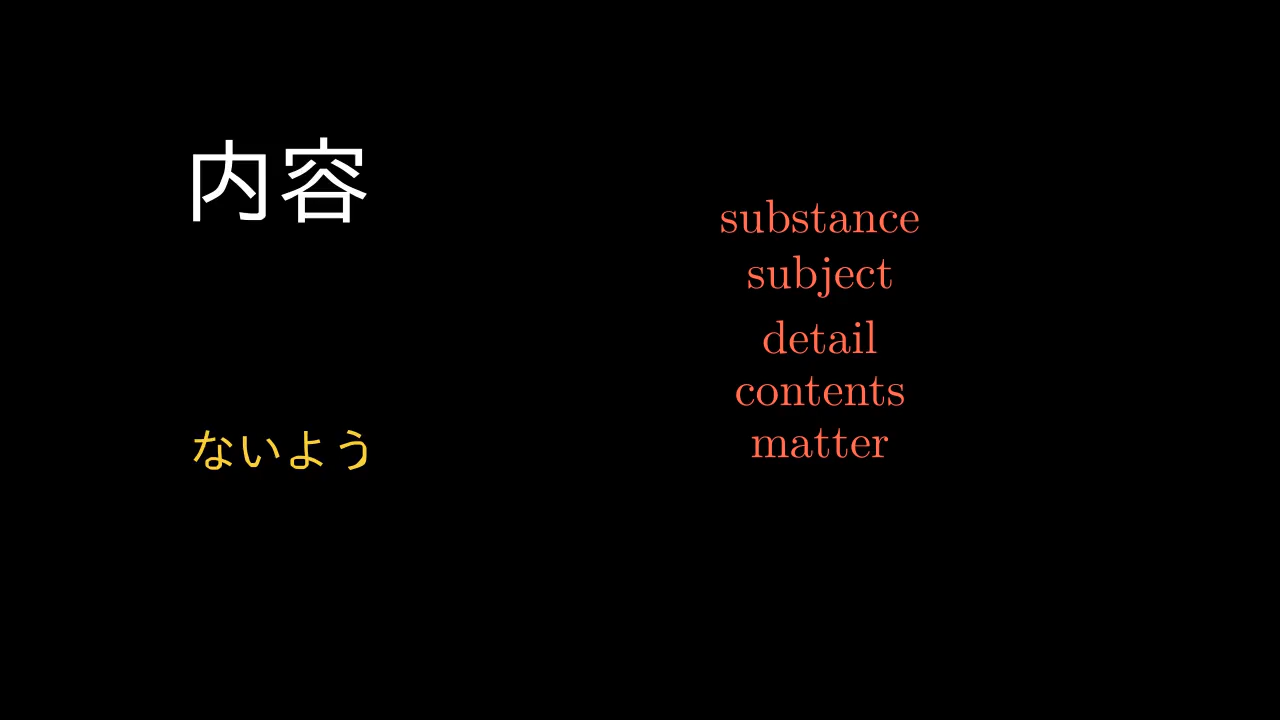 内容
ないよう
substance
subject
detail
contents
matter